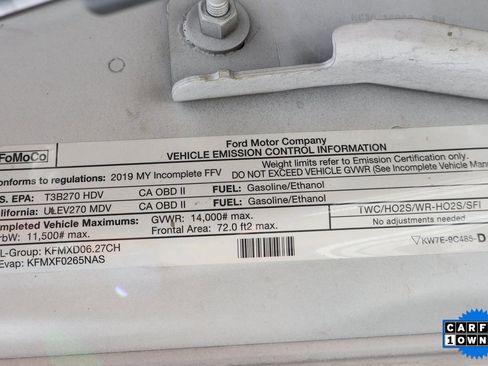 FoMoCo
Ford Motor Company
VEHICLE EMISSION CONTROL INFORMATION
Weight limits refer to Emission Certification only.
onforms to regulations: 2019 MY Incomplete FFV DO NOT EXCEED VEHICLE GVWR (See Incomplete Vehicle Man
.S. EPA: T3B270 HDV CA OBD II FUEL: Gasoline/Ethanol
alifornia: ULEV270 MDV CA OBD II FUEL: Gasoline/Ethanol
ompleted Vehicle Maximums: GVWR: 14,000# max. TWC/HO2S/WR-HO2S/SFI
rbW: 11,500# max. Frontal Area: 72.0 ft2 max. No adjustments needed.
L-Group: KFMXD06.27CH
Evap: KFMXF0265NAS
KW7E-9C485-D
CARF
1 OWN